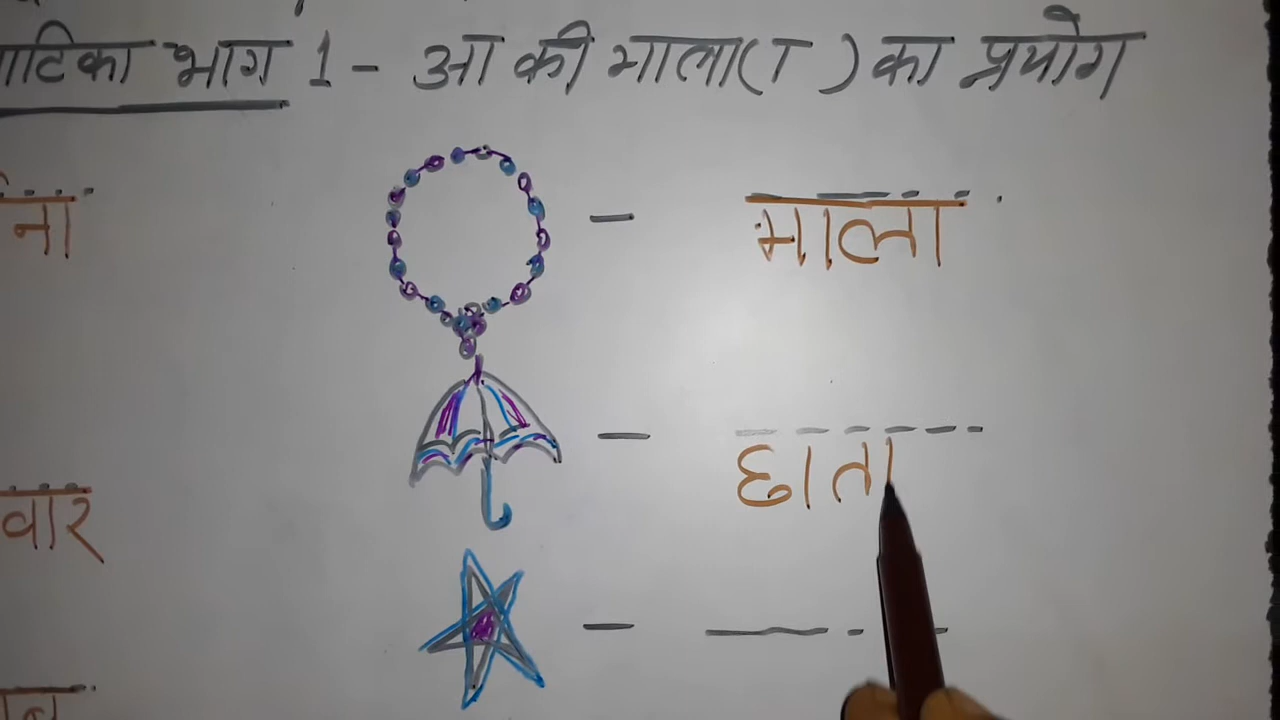 ाटिका भाग 1 - आ की माला(ा ) का प्रयोग
ना
- माला
- छाता
वार
-